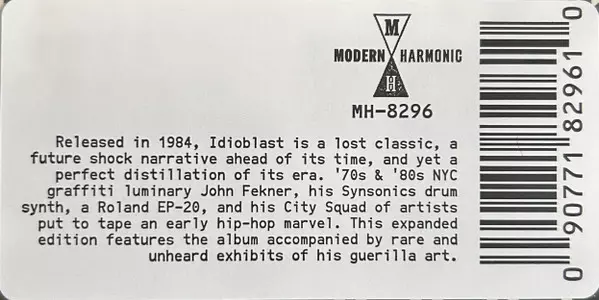 M
MODERN HARMONIC
H
MH-8296
Released in 1984, Idioblast is a lost classic, a
future shock narrative ahead of its time, and yet a
perfect distillation of its era. '70s & '80s NYC
graffiti luminary John Fekner, his Synsonics drum
synth, a Roland EP-20, and his City Squad of artists
put to tape an early hip-hop marvel. This expanded
edition features the album accompanied by rare and
unheard exhibits of his guerilla art.
0 90771 82961 0